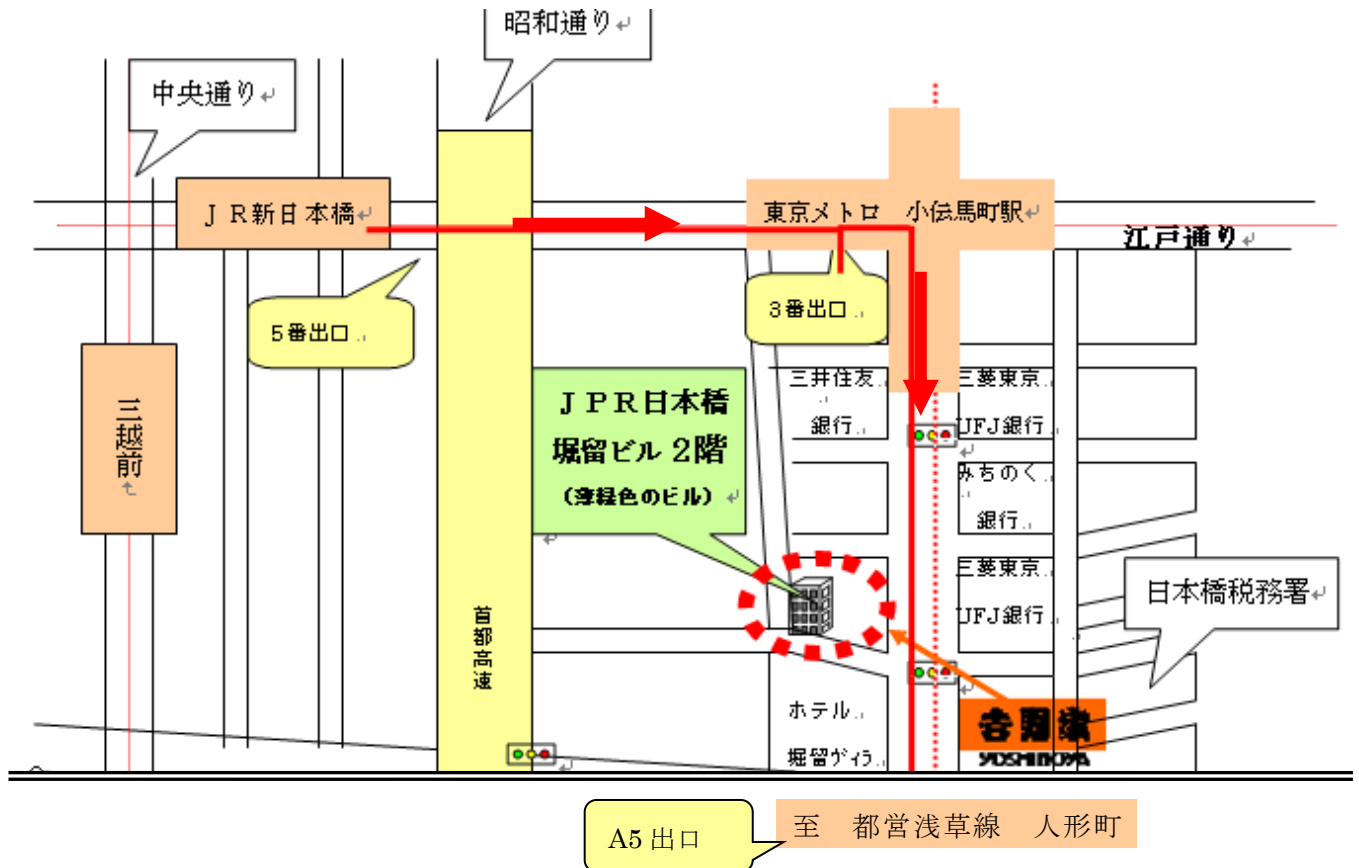 昭和通り
中央通り
JR新日本橋
東京メトロ 小伝馬町駅
江戸通り
5番出口
3番出口
三越前
JPR日本橋
堀留ビル 2階
(薄緑色のビル)
三井住友
銀行
三菱東京
UFJ銀行
みちのく
銀行
三菱東京
UFJ銀行
日本橋税務署
首都高速
ホテル
堀留ヴィラ
吉野家
YOSHINOYA
A5 出口
至 都営浅草線 人形町